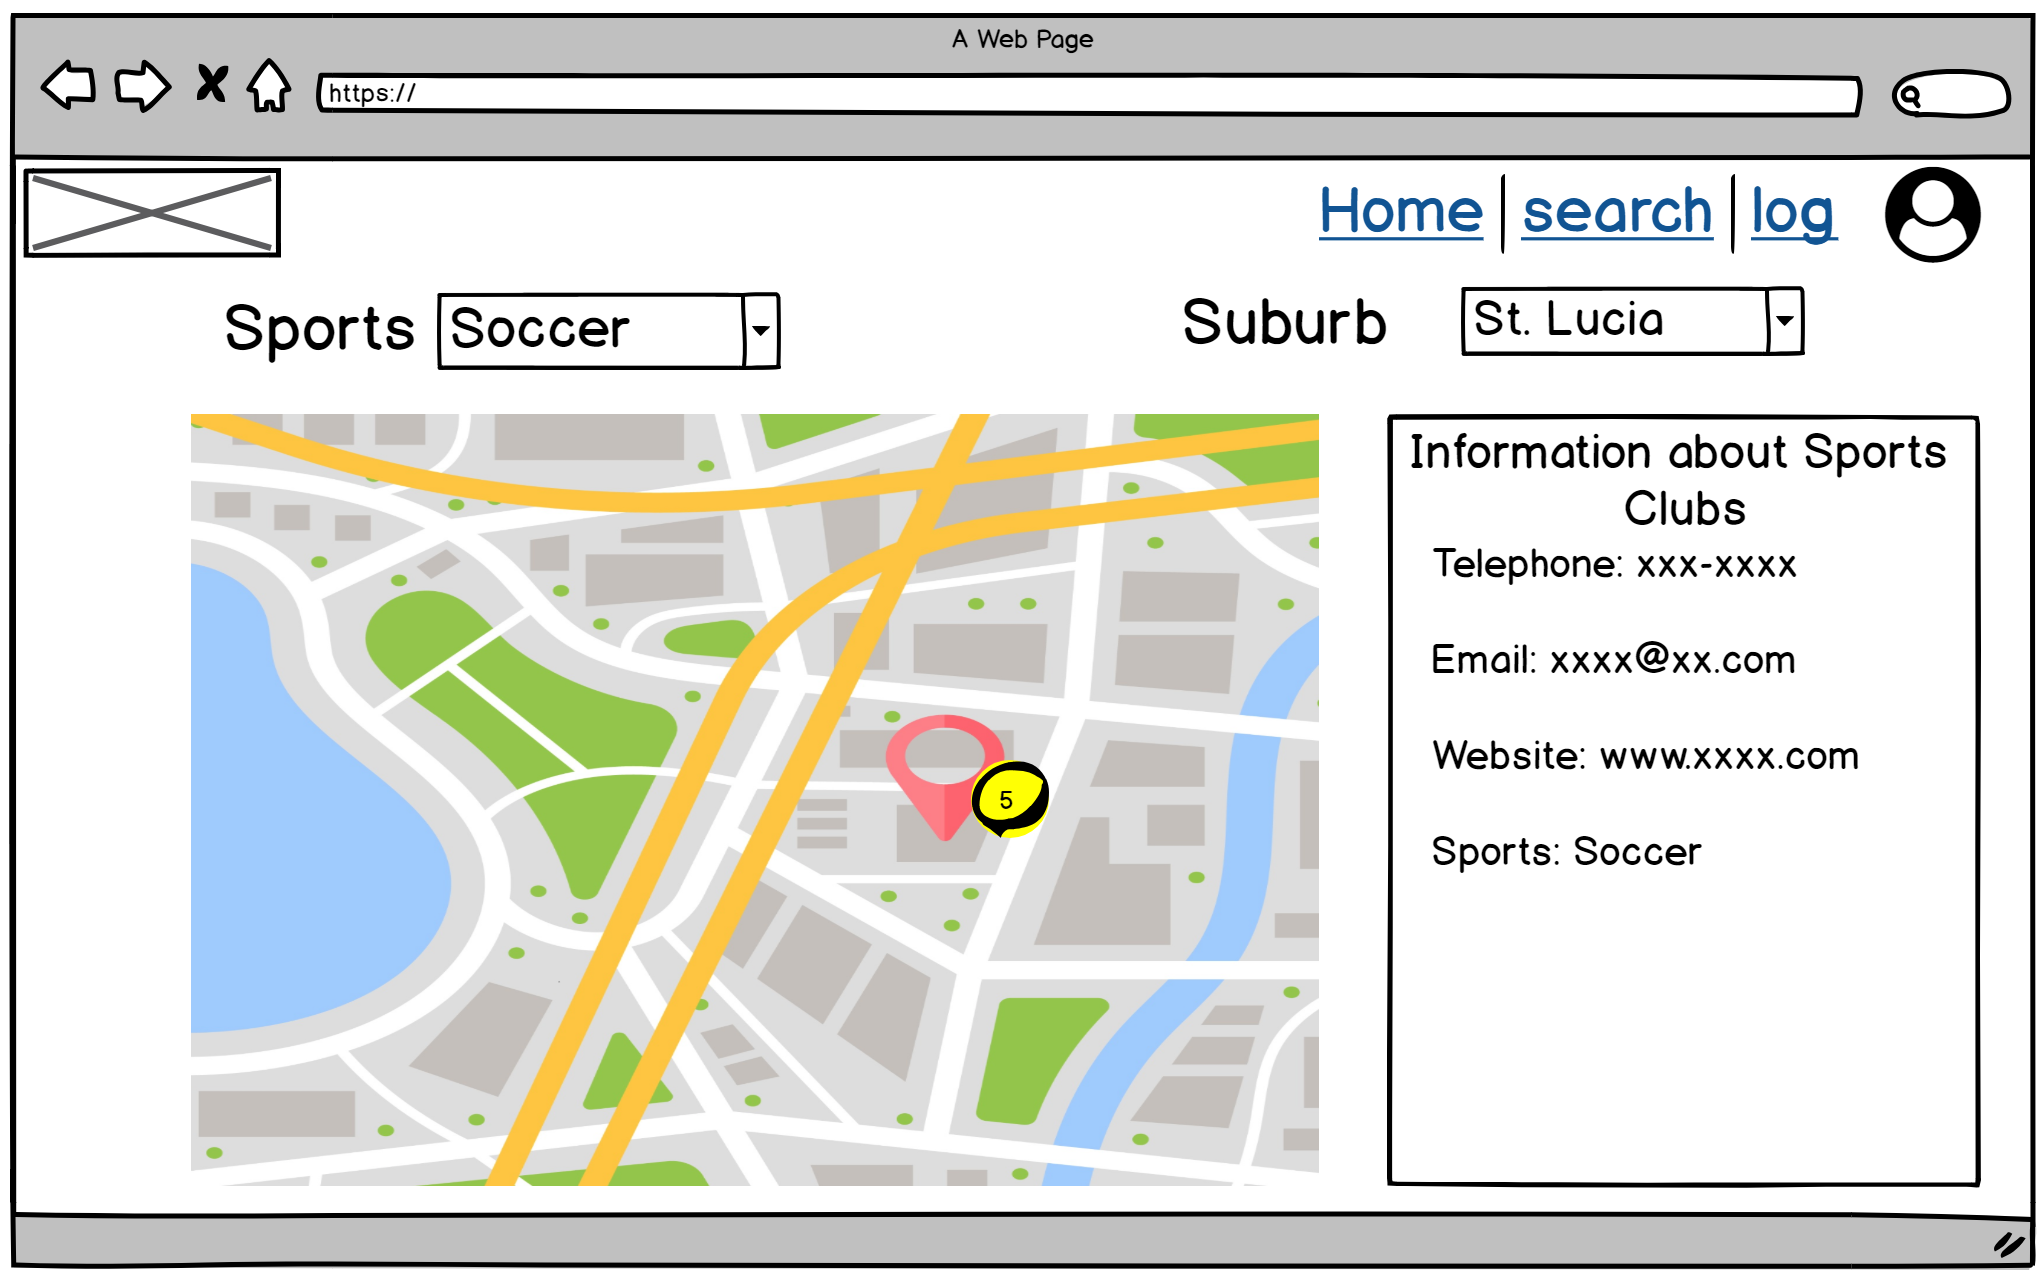 A Web Page
https://
Home search log
Sports Soccer
Suburb St. Lucia
Information about Sports
Clubs
Telephone: xxx-xxxx
Email: xxxx@xx.com
Website: www.xxxx.com
Sports: Soccer
5